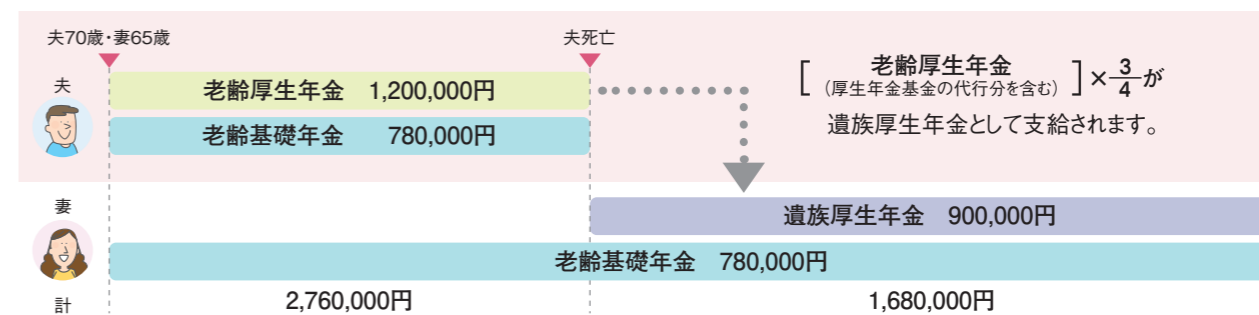 夫70歳・妻65歳
夫死亡
夫
老齢厚生年金 1,200,000円
老齢基礎年金 780,000円
[ 老齢厚生年金
(厚生年金基金の代行分を含む) ]×3/4が
遺族厚生年金として支給されます。
妻
遺族厚生年金 900,000円
老齢基礎年金 780,000円
計
2,760,000円
1,680,000円